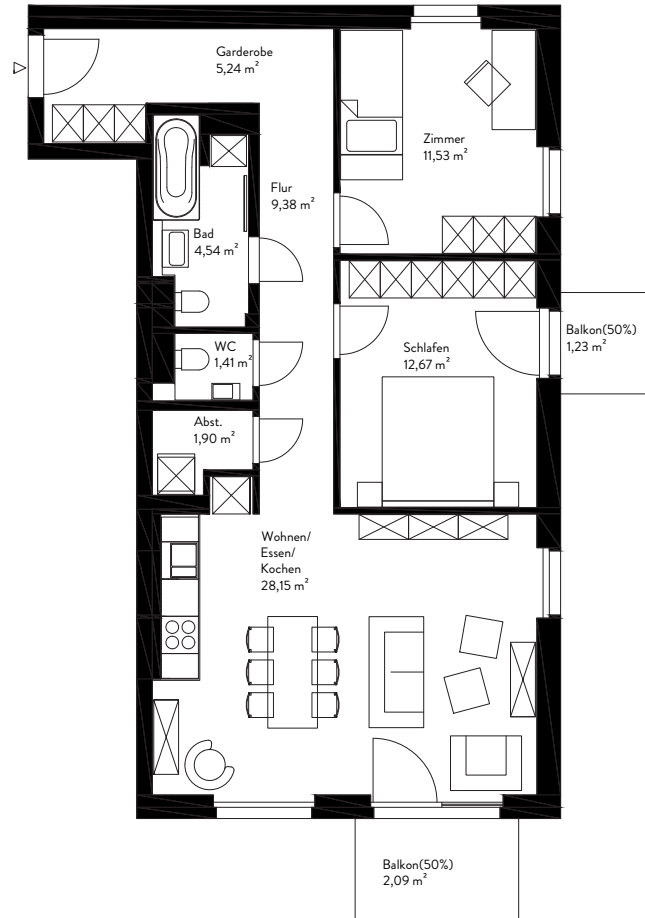 Garderobe
5,24 m²
Zimmer
11,53 m²
Flur
9,38 m²
Bad
4,54 m²
Balkon(50%)
1,23 m²
WC
1,41 m²
Schlafen
12,67 m²
Abst.
1,90 m²
Wohnen/
Essen/
Kochen
28,15 m²
Balkon(50%)
2,09 m²